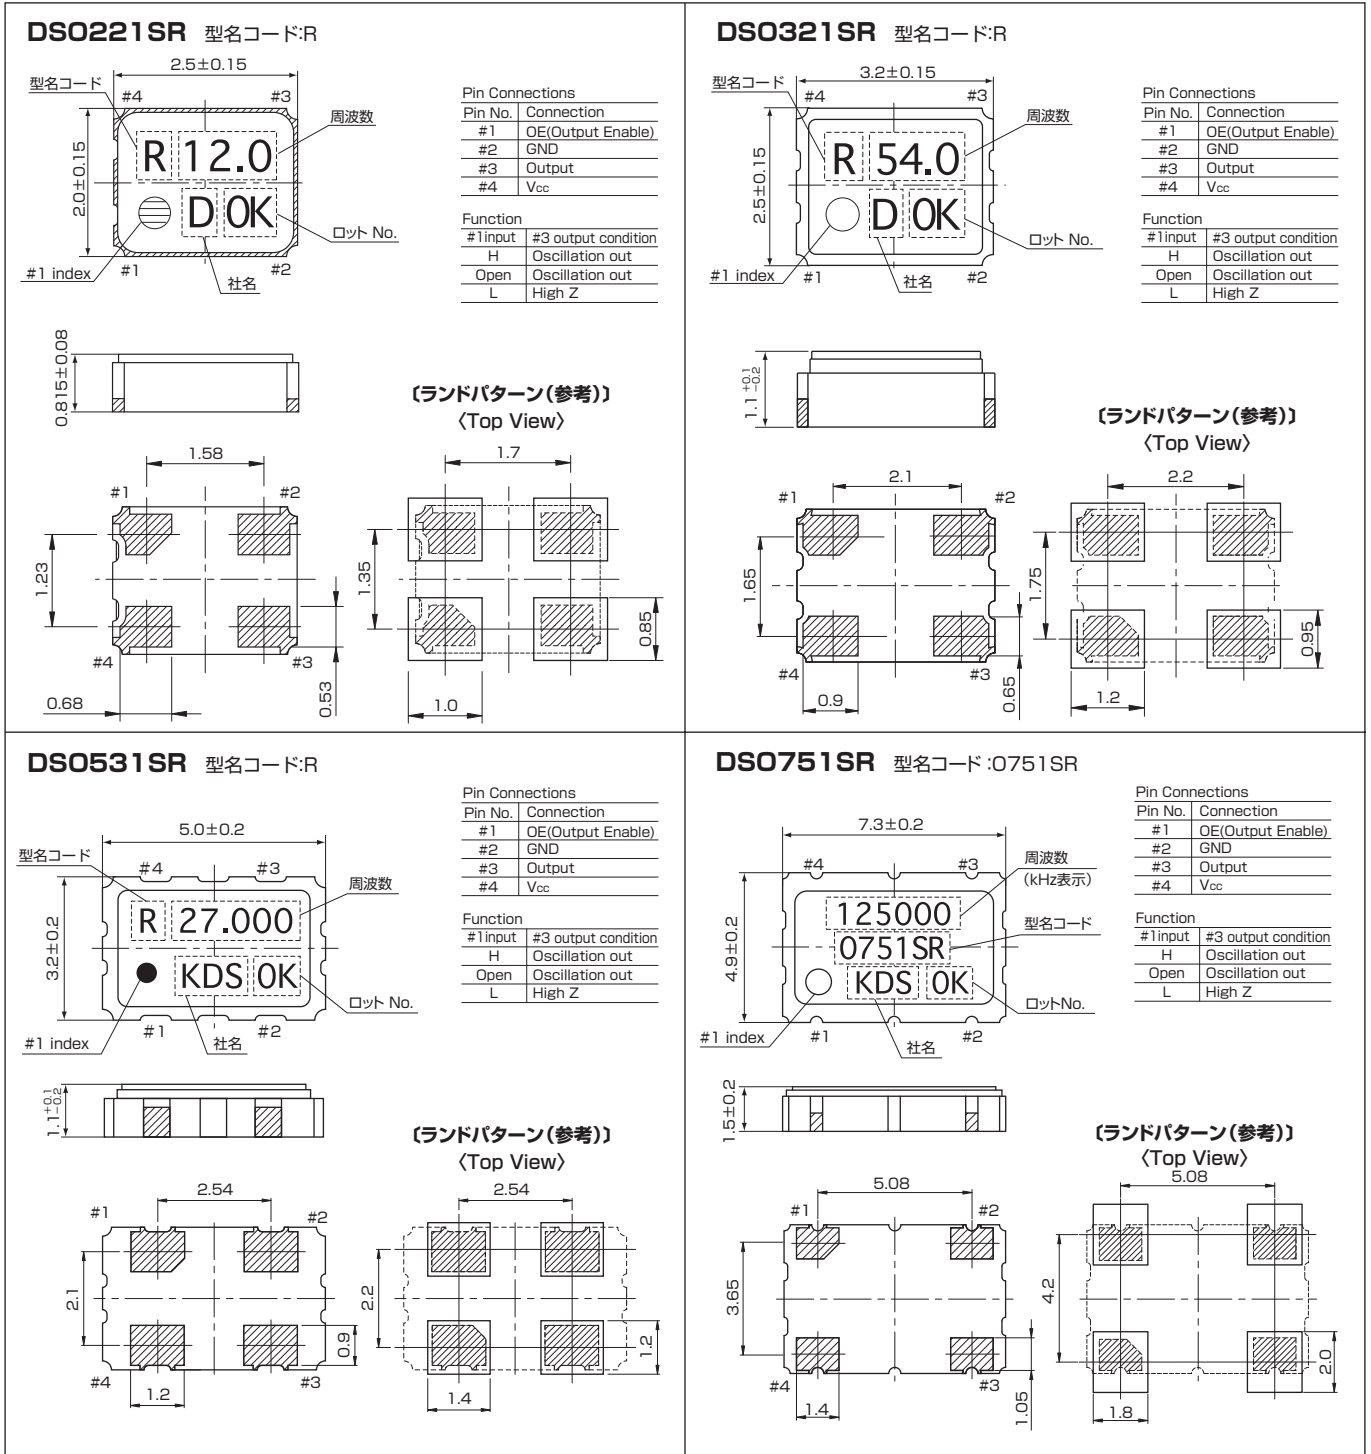 DSO221SR 型名コード:R
2.5±0.15
型名コード
#4
#3
周波数
R 12.0
2.0±0.15
D 0K
ロット No.
#1 index
#1
#2
社名
Pin Connections
Pin No. Connection
#1 OE(Output Enable)
#2 GND
#3 Output
#4 Vcc
Function
#1input #3 output condition
H Oscillation out
Open Oscillation out
L High Z
0.815±0.08
〔ランドパターン(参考)〕
〈Top View〉
1.58
#1
#2
1.23
#4
#3
0.68
0.53
1.7
1.35
0.85
1.0
DSO321SR 型名コード:R
3.2±0.15
型名コード
#4
#3
周波数
R 54.0
2.5±0.15
D 0K
ロット No.
#1 index
#1
#2
社名
Pin Connections
Pin No. Connection
#1 OE(Output Enable)
#2 GND
#3 Output
#4 Vcc
Function
#1input #3 output condition
H Oscillation out
Open Oscillation out
L High Z
1.1 +0.1 -0.2
〔ランドパターン(参考)〕
〈Top View〉
2.1
#1
#2
1.65
#4
#3
0.9
0.65
2.2
1.75
0.95
1.2
DSO531SR 型名コード:R
5.0±0.2
型名コード
#4
#3
周波数
R 27.000
3.2±0.2
KDS 0K
ロット No.
#1 index
#1
#2
社名
Pin Connections
Pin No. Connection
#1 OE(Output Enable)
#2 GND
#3 Output
#4 Vcc
Function
#1input #3 output condition
H Oscillation out
Open Oscillation out
L High Z
1.1 +0.1 -0.2
〔ランドパターン(参考)〕
〈Top View〉
2.54
#1
#2
2.1
#4
#3
1.2
0.9
2.54
2.2
1.2
1.4
DSO751SR 型名コード:0751SR
7.3±0.2
#4
#3
周波数
(kHz表示)
125000
型名コード
0751SR
4.9±0.2
KDS 0K
ロットNo.
#1 index
#1
#2
社名
Pin Connections
Pin No. Connection
#1 OE(Output Enable)
#2 GND
#3 Output
#4 Vcc
Function
#1input #3 output condition
H Oscillation out
Open Oscillation out
L High Z
1.5±0.2
〔ランドパターン(参考)〕
〈Top View〉
5.08
#1
#2
3.65
#4
#3
1.4
1.05
5.08
4.2
2.0
1.8